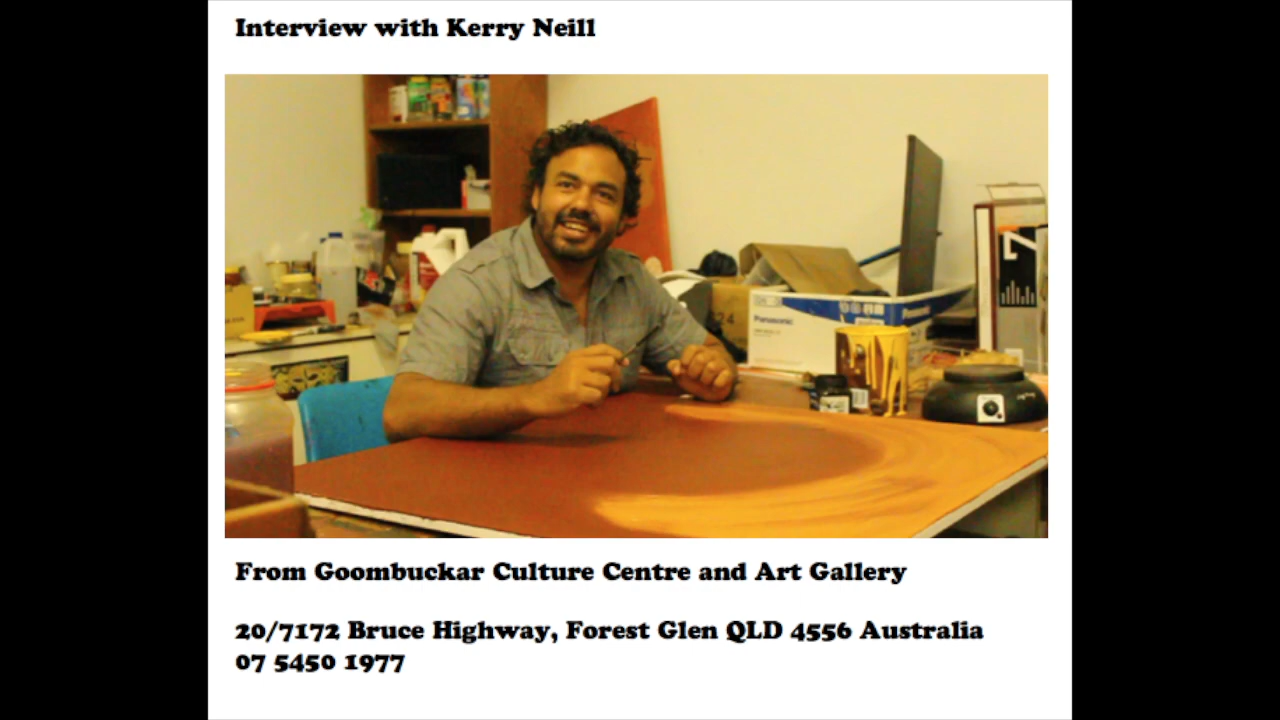 Interview with Kerry Neill
Panasonic
From Goombuckar Culture Centre and Art Gallery
20/7172 Bruce Highway, Forest Glen QLD 4556 Australia
07 5450 1977